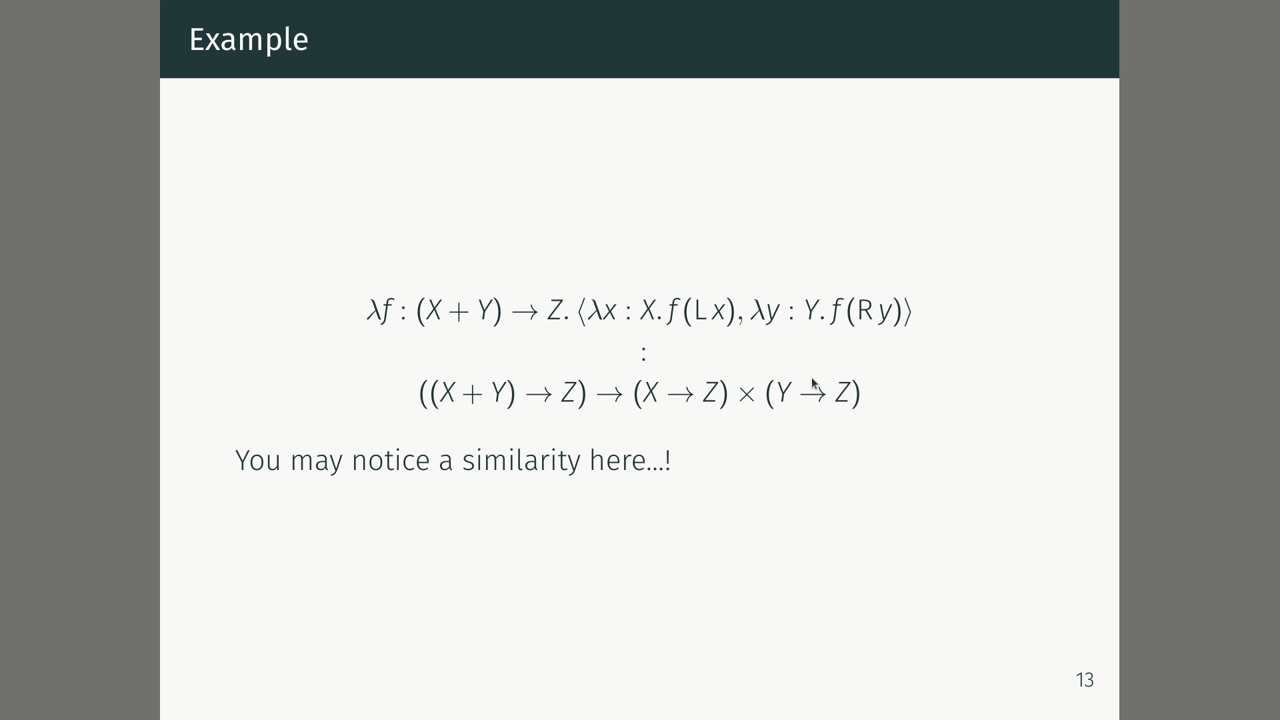 Example
λf : (X + Y) → Z. ⟨λx : X. f (L x), λy : Y. f (R y)⟩
:
((X + Y) → Z) → (X → Z) × (Y → Z)
You may notice a similarity here...!
13